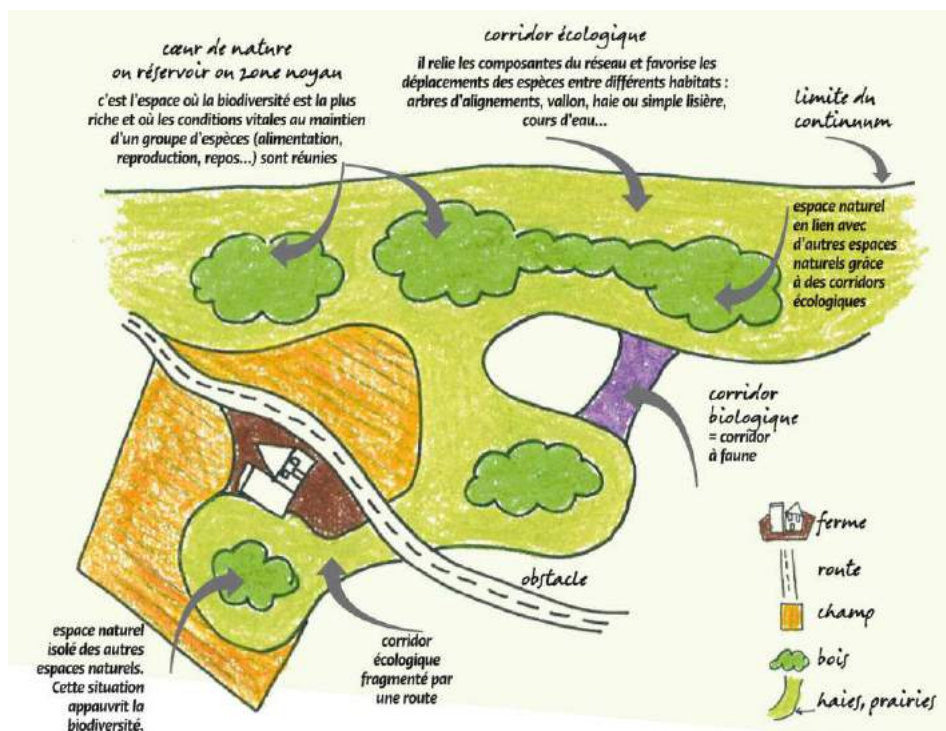 cœur de nature
ou réservoir ou zone noyau
c'est l'espace où la biodiversité est la plus
riche et où les conditions vitales au maintien
d'un groupe d'espèces (alimentation,
reproduction, repos...) sont réunies
corridor écologique
il relie les composantes du réseau et favorise les
déplacements des espèces entre différents habitats :
arbres d'alignements, vallon, haie ou simple lisière,
cours d'eau...
limite du
continuum
espace naturel
en lien avec
d'autres espaces
naturels grâce
à des corridors
écologiques
corridor
biologique
= corridor
à faune
obstacle
espace naturel
isolé des autres
espaces naturels.
Cette situation
appauvrit la
biodiversité.
corridor
écologique
fragmenté par
une route
ferme
route
champ
bois
haies, prairies